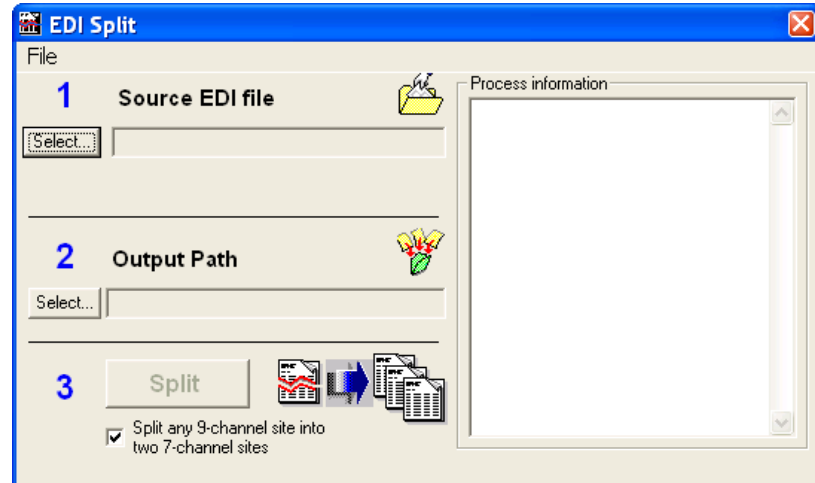 EDI Split
File
1 Source EDI file
Select...
Process information
2 Output Path
Select...
3 Split
Split any 9-channel site into
two 7-channel sites